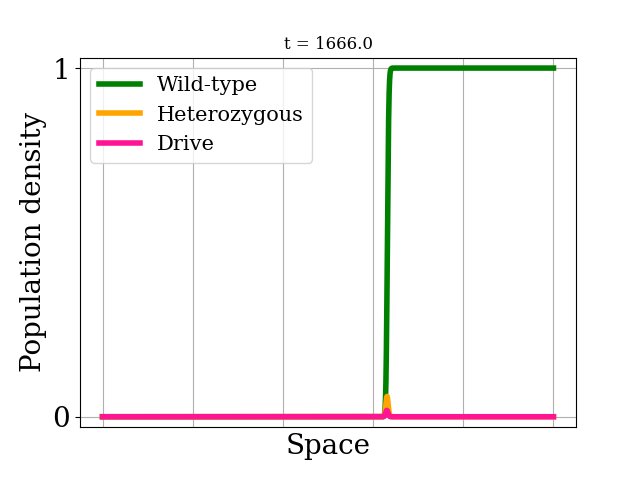 t = 1666.0
1
Wild-type
Heterozygous
Drive
Population density
0
Space